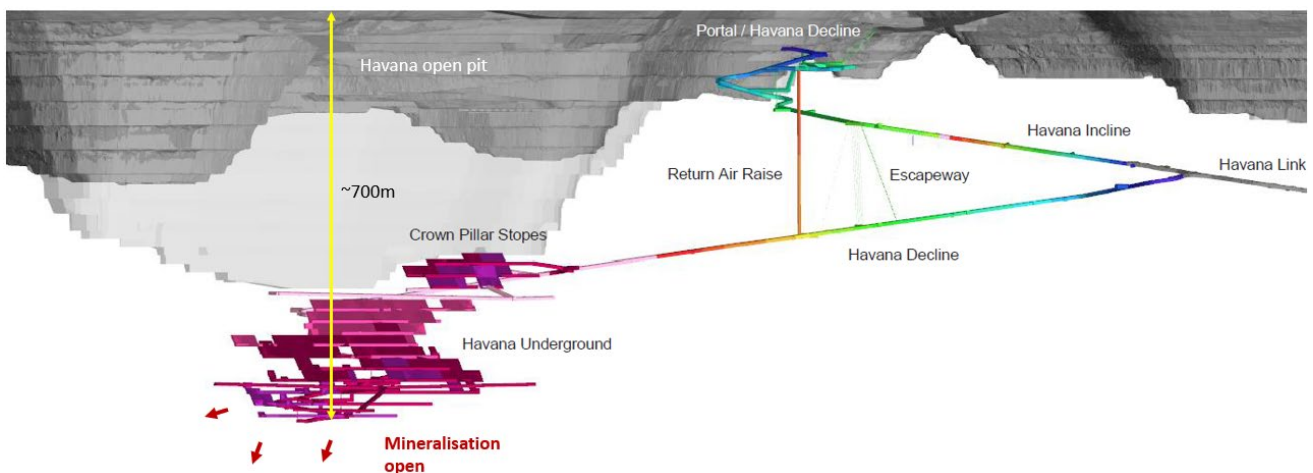 Portal / Havana Decline
Havana open pit
Havana Incline
Havana Link
Return Air Raise
Escapeway
~700m
Crown Pillar Stopes
Havana Decline
Havana Underground
Mineralisation
open